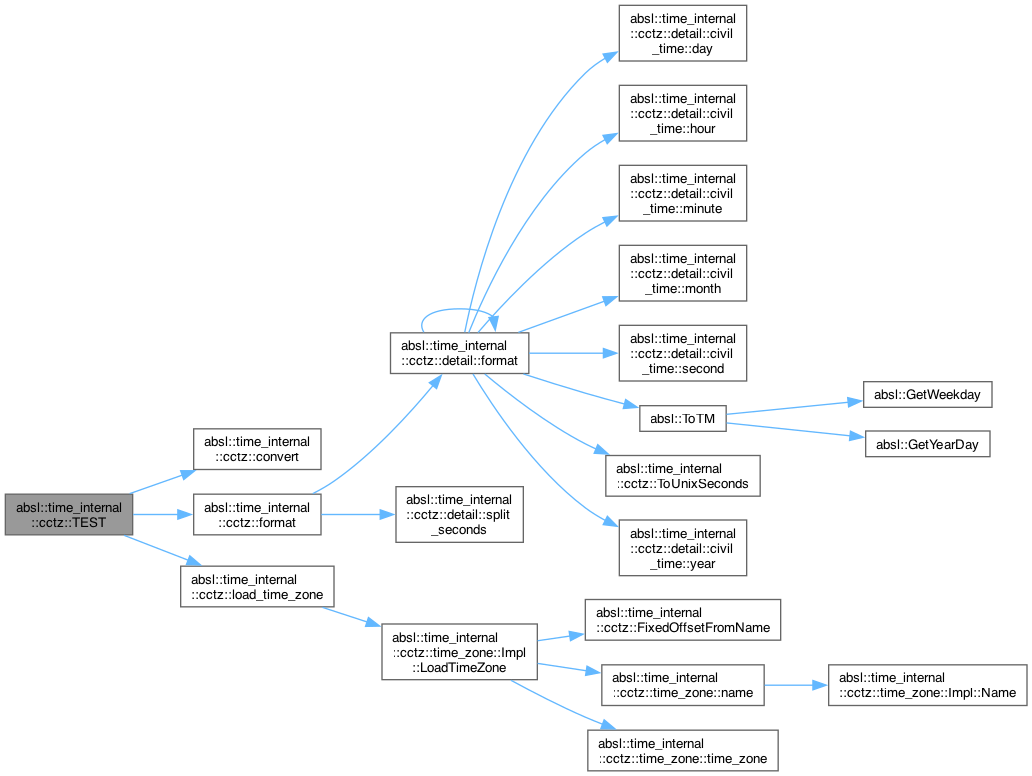 absl::time_internal
::cctz::detail::civil
_time::day
absl::time_internal
::cctz::detail::civil
_time::hour
absl::time_internal
::cctz::detail::civil
_time::minute
absl::time_internal
::cctz::detail::civil
_time::month
absl::time_internal
::cctz::detail::format
absl::time_internal
::cctz::detail::civil
_time::second
absl::ToTM
absl::GetWeekday
absl::GetYearDay
absl::time_internal
::cctz::convert
absl::time_internal
::cctz::ToUnixSeconds
absl::time_internal
::cctz::TEST
absl::time_internal
::cctz::format
absl::time_internal
::cctz::detail::split
_seconds
absl::time_internal
::cctz::detail::civil
_time::year
absl::time_internal
::cctz::load_time_zone
absl::time_internal
::cctz::time_zone::Impl
::LoadTimeZone
absl::time_internal
::cctz::FixedOffsetFromName
absl::time_internal
::cctz::time_zone::name
absl::time_internal
::cctz::time_zone::Impl::Name
absl::time_internal
::cctz::time_zone::time_zone